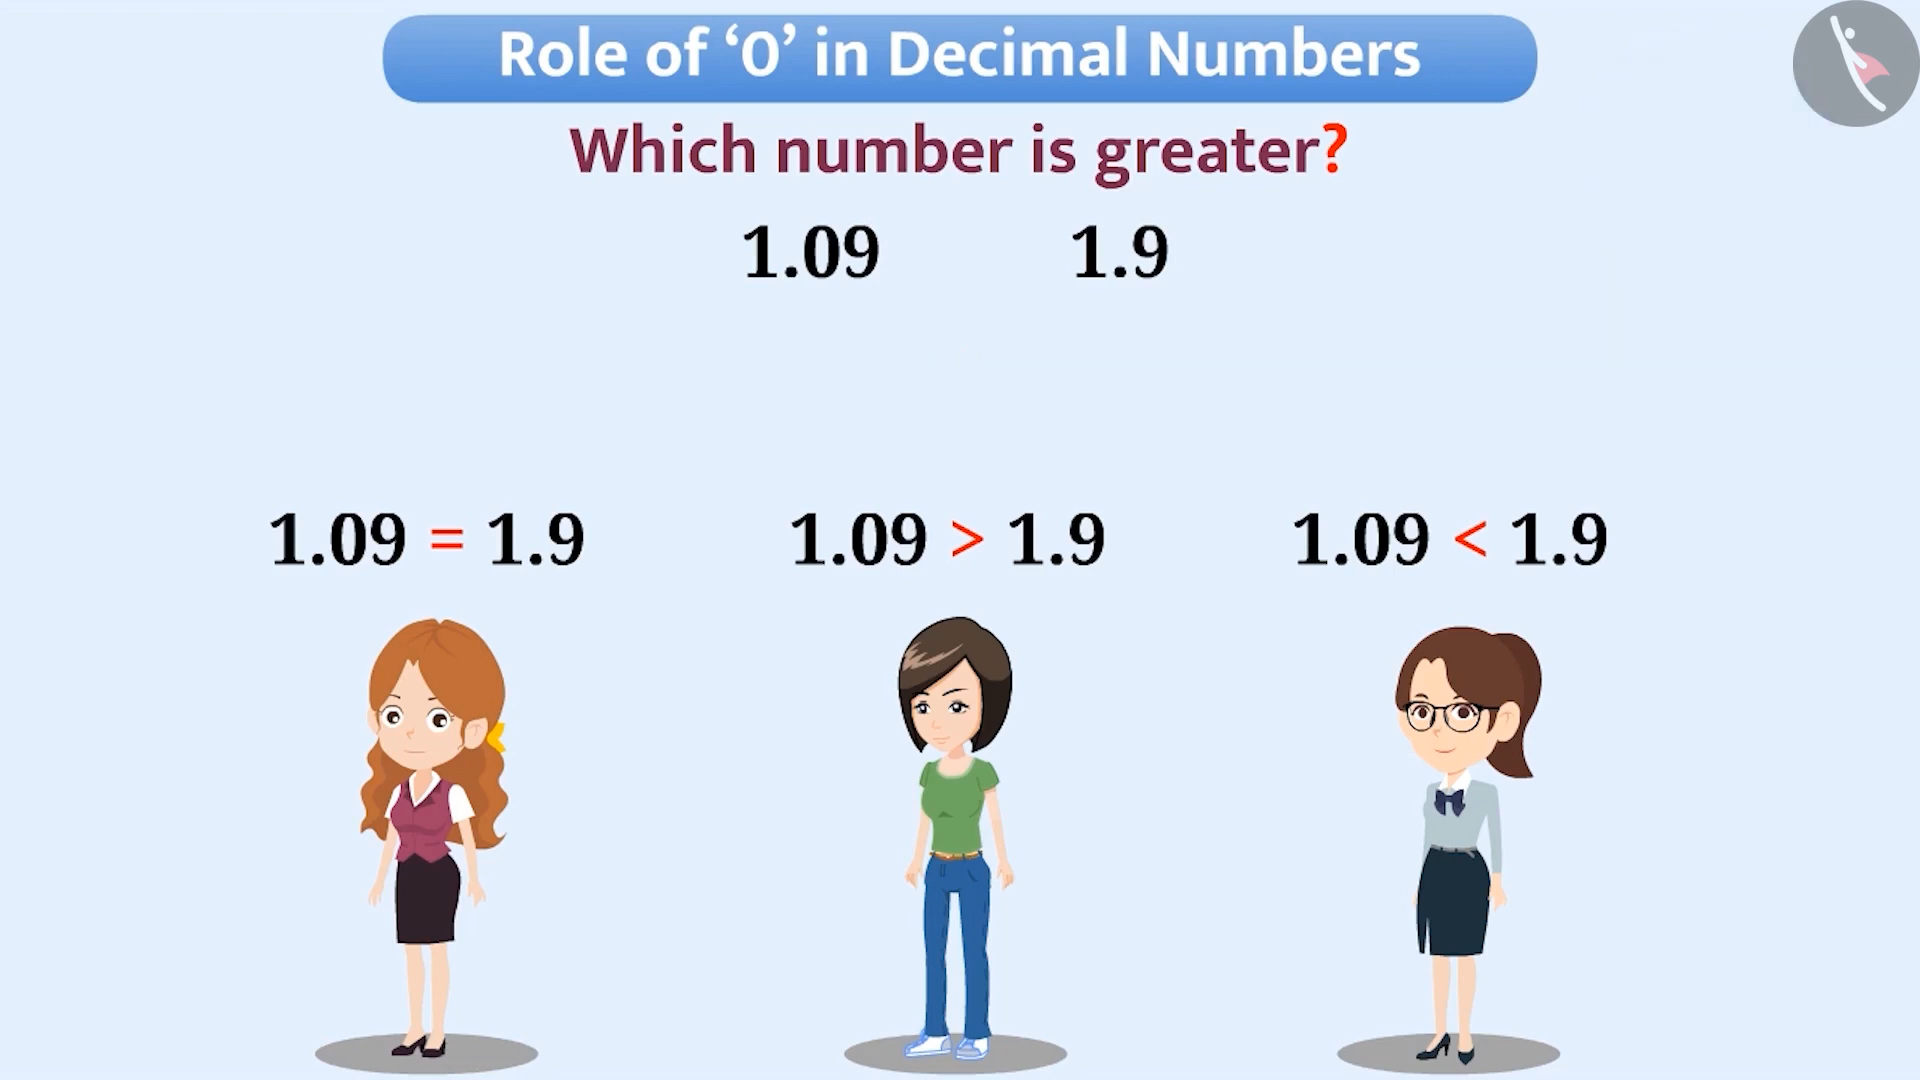 Role of ‘0’ in Decimal Numbers
Which number is greater?
1.09 1.9
1.09 = 1.9 1.09 > 1.9 1.09 < 1.9